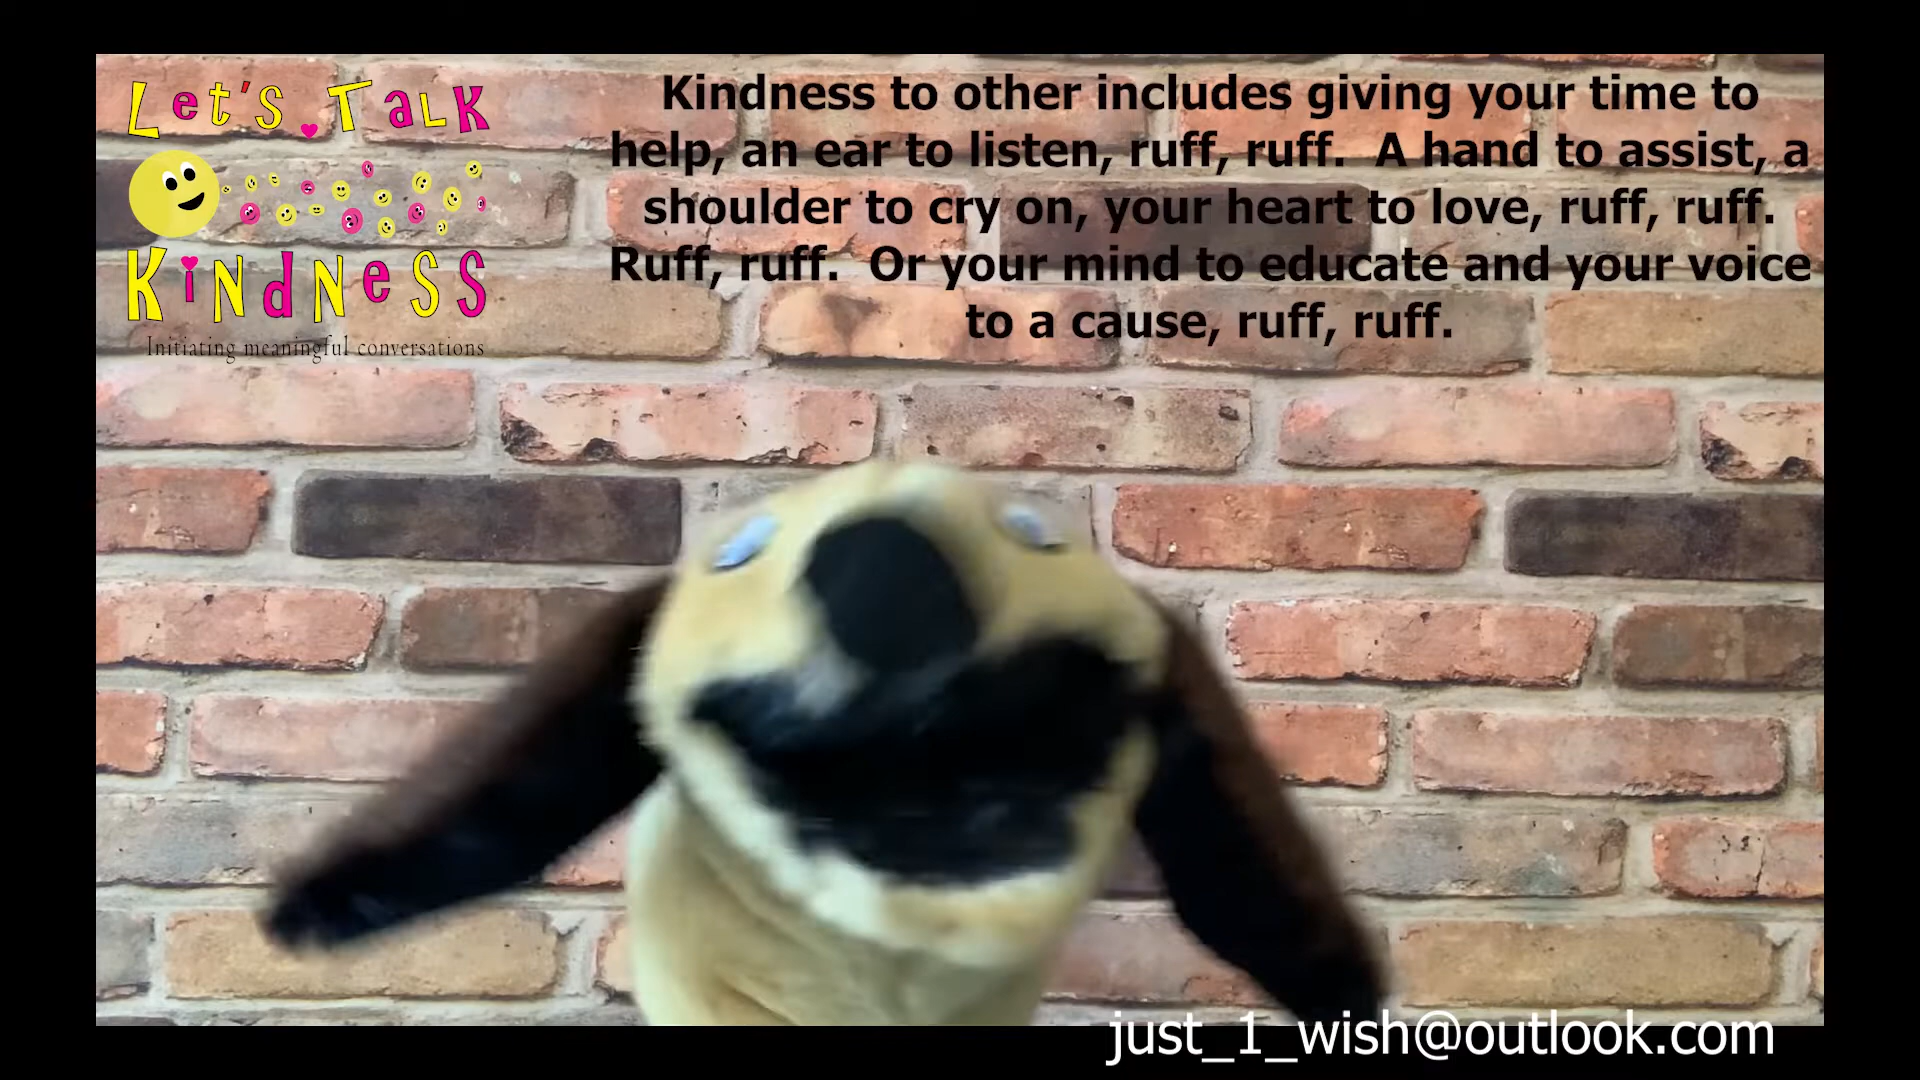 Let's Talk
Kindness
Initiating meaningful conversations
Kindness to other includes giving your time to
help, an ear to listen, ruff, ruff.  A hand to assist, a
shoulder to cry on, your heart to love, ruff, ruff.
Ruff, ruff.  Or your mind to educate and your voice
to a cause, ruff, ruff.
just_1_wish@outlook.com